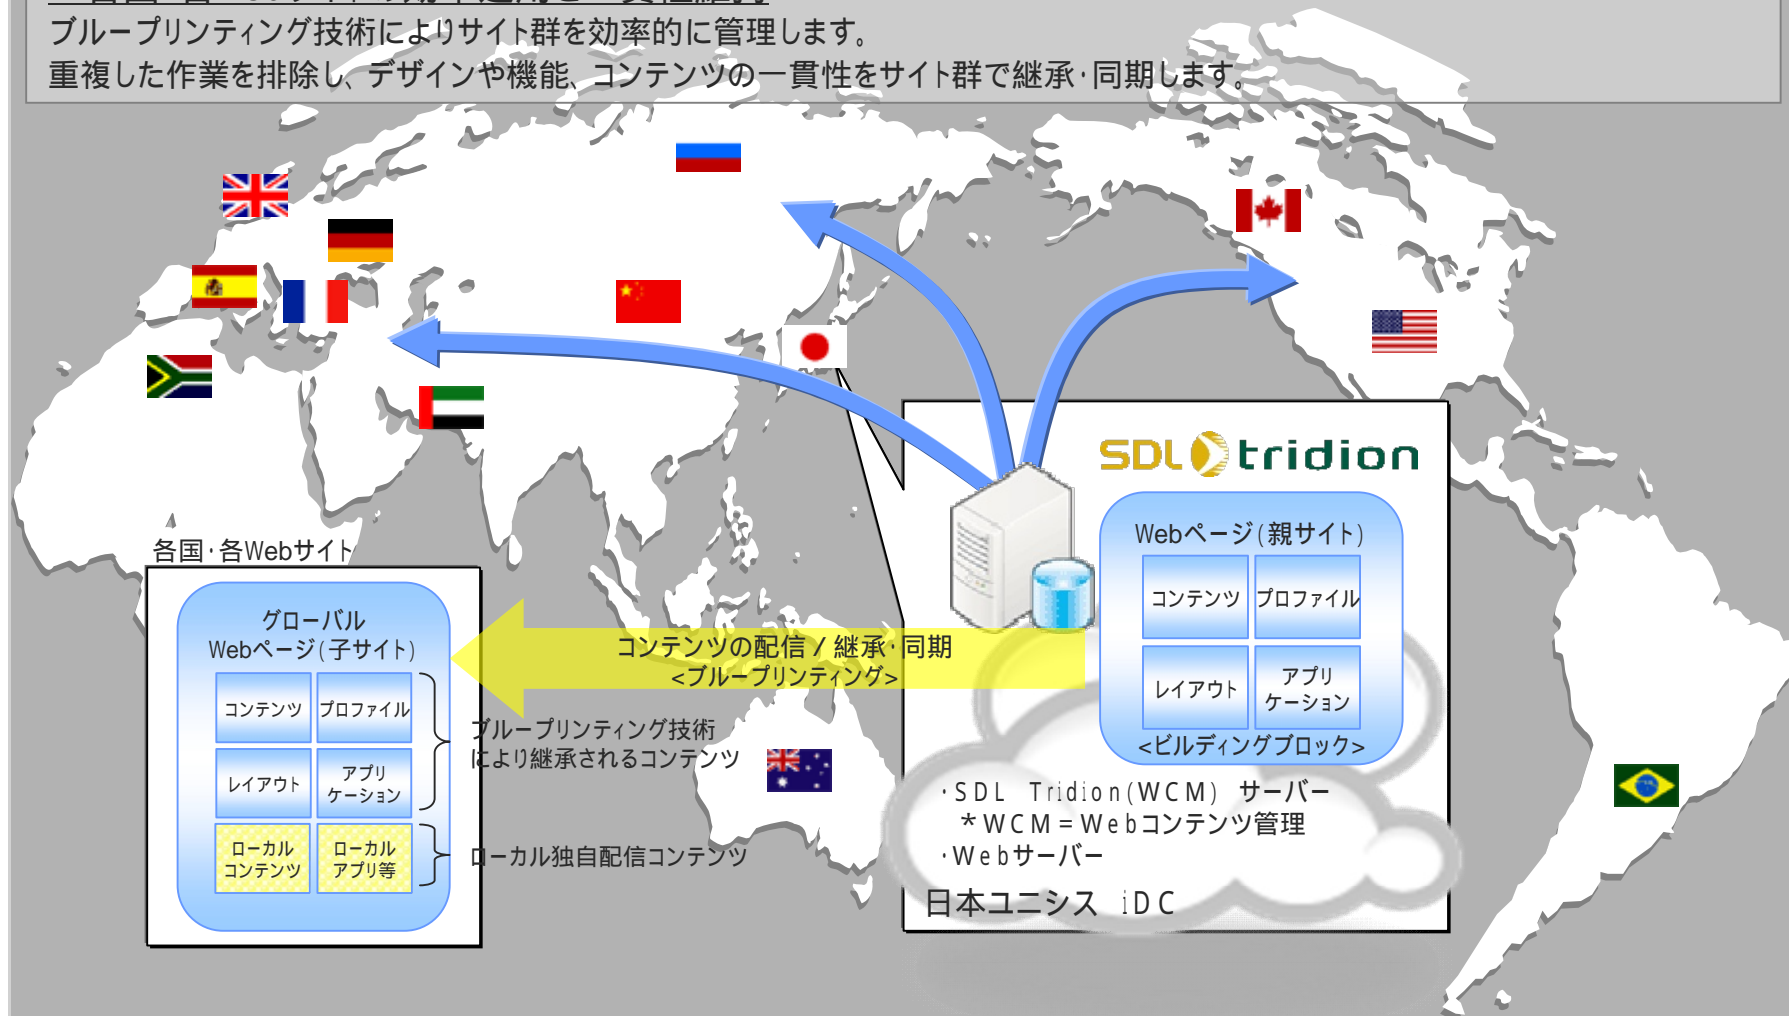 ブループリンティング技術によりサイト群を効率的に管理します。
重複した作業を排除し、デザインや機能、コンテンツの一貫性をサイト群で継承・同期します。
SDL tridion
Webページ(親サイト)
コンテンツ
プロファイル
レイアウト
アプリ
ケーション
<ビルディングブロック>
・SDL Tridion(WCM) サーバー
*WCM=Webコンテンツ管理
・Webサーバー
日本ユニシス iDC
コンテンツの配信 / 継承・同期
<ブループリンティング>
各国・各Webサイト
グローバル
Webページ(子サイト)
コンテンツ
プロファイル
レイアウト
アプリ
ケーション
ローカル
コンテンツ
ローカル
アプリ等
ブループリンティング技術
により継承されるコンテンツ
ローカル独自配信コンテンツ